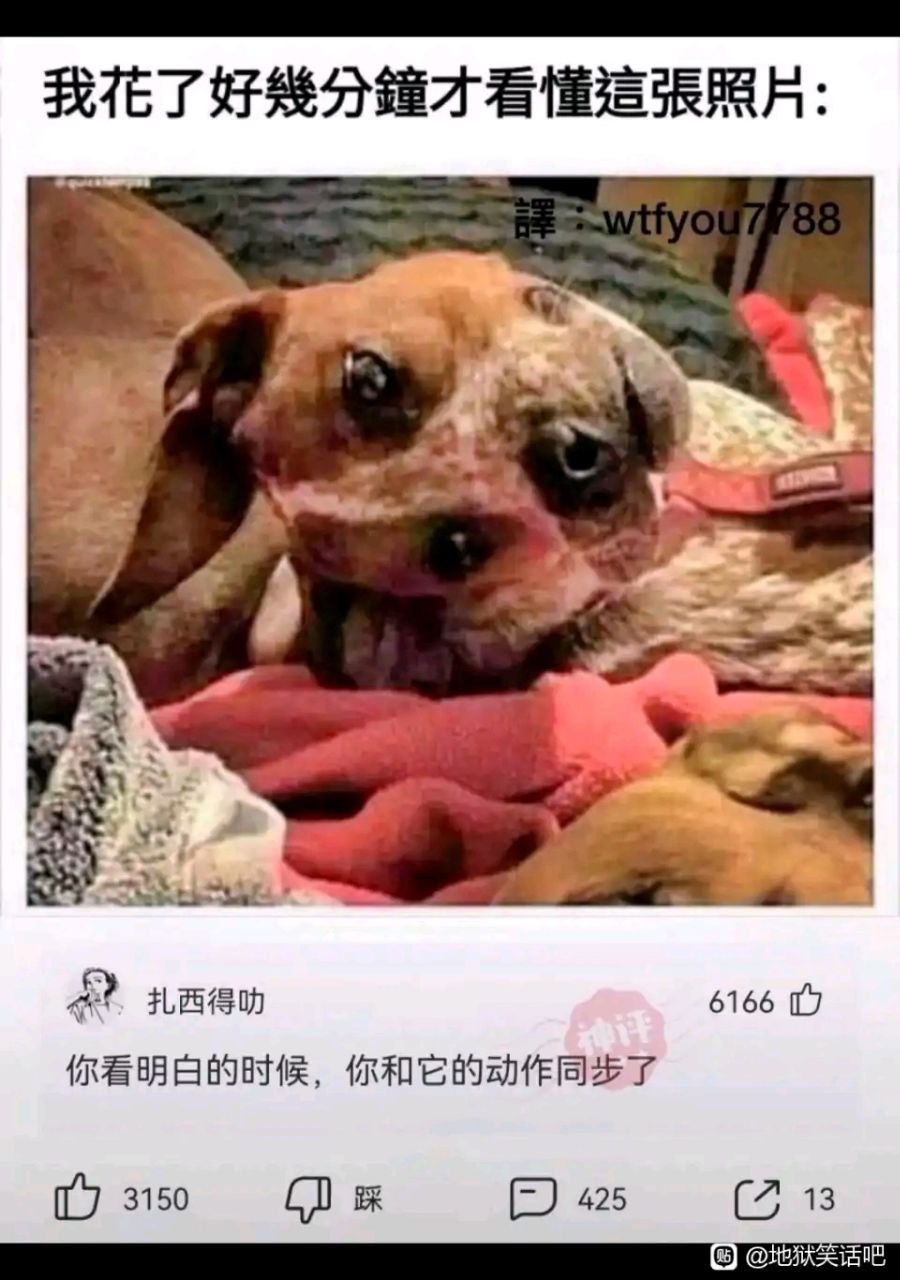 我花了好幾分鐘才看懂這張照片:
譯：wtfyou7788
扎西得叻
6166
神评
你看明白的时候，你和它的动作同步了
3150
踩
425
13
贴 @地狱笑话吧